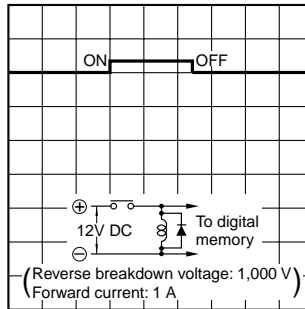 ON OFF
⊕
12V DC
To digital
memory
⊖
(Reverse breakdown voltage: 1,000 V
Forward current: 1 A)